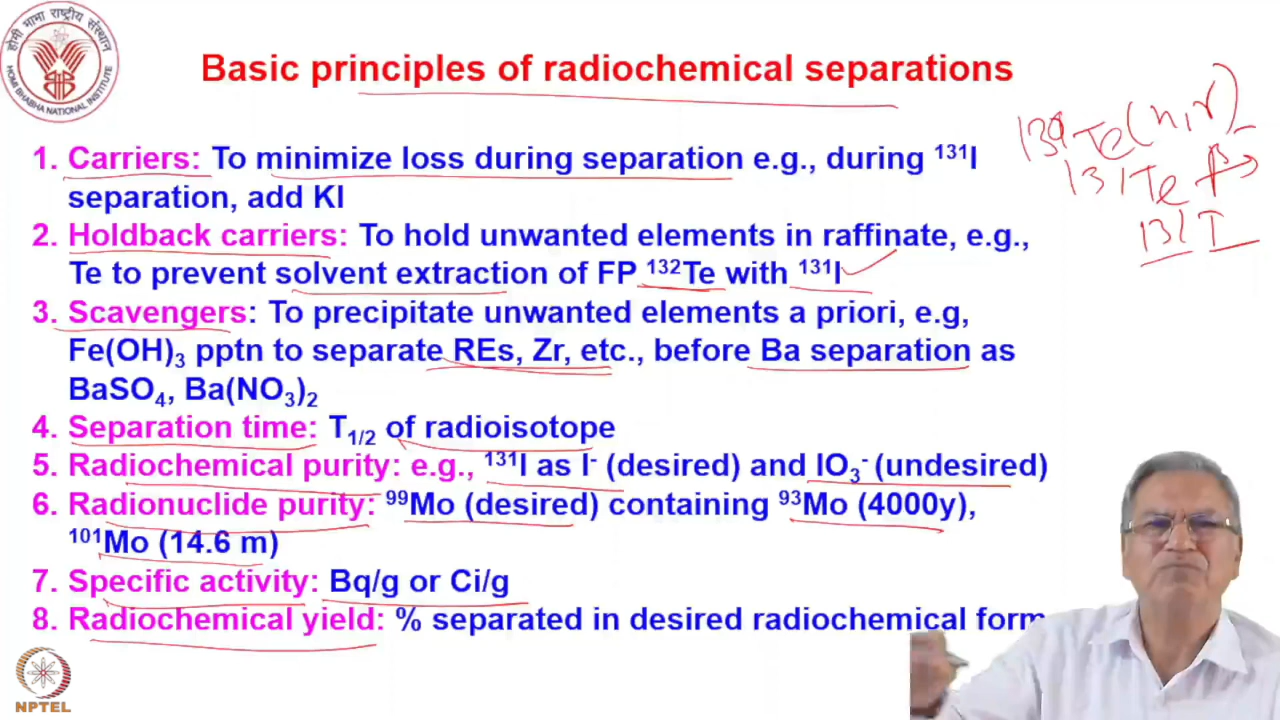 होमी भाभा राष्ट्रीय संस्थान
HOMI BHABHA NATIONAL INSTITUTE
Basic principles of radiochemical separations
1. Carriers: To minimize loss during separation e.g., during ¹³¹I
separation, add KI
2. Holdback carriers: To hold unwanted elements in raffinate, e.g.,
Te to prevent solvent extraction of FP ¹³²Te with ¹³¹I
3. Scavengers: To precipitate unwanted elements a priori, e.g,
Fe(OH)₃ pptn to separate REs, Zr, etc., before Ba separation as
BaSO₄, Ba(NO₃)₂
4. Separation time: T₁/₂ of radioisotope
5. Radiochemical purity: e.g., ¹³¹I as I⁻ (desired) and IO₃⁻ (undesired)
6. Radionuclide purity: ⁹⁹Mo (desired) containing ⁹³Mo (4000y),
¹⁰¹Mo (14.6 m)
7. Specific activity: Bq/g or Ci/g
8. Radiochemical yield: % separated in desired radiochemical form
¹³⁰Te(n,γ)
¹³¹Te β⁻→
¹³¹I
NPTEL